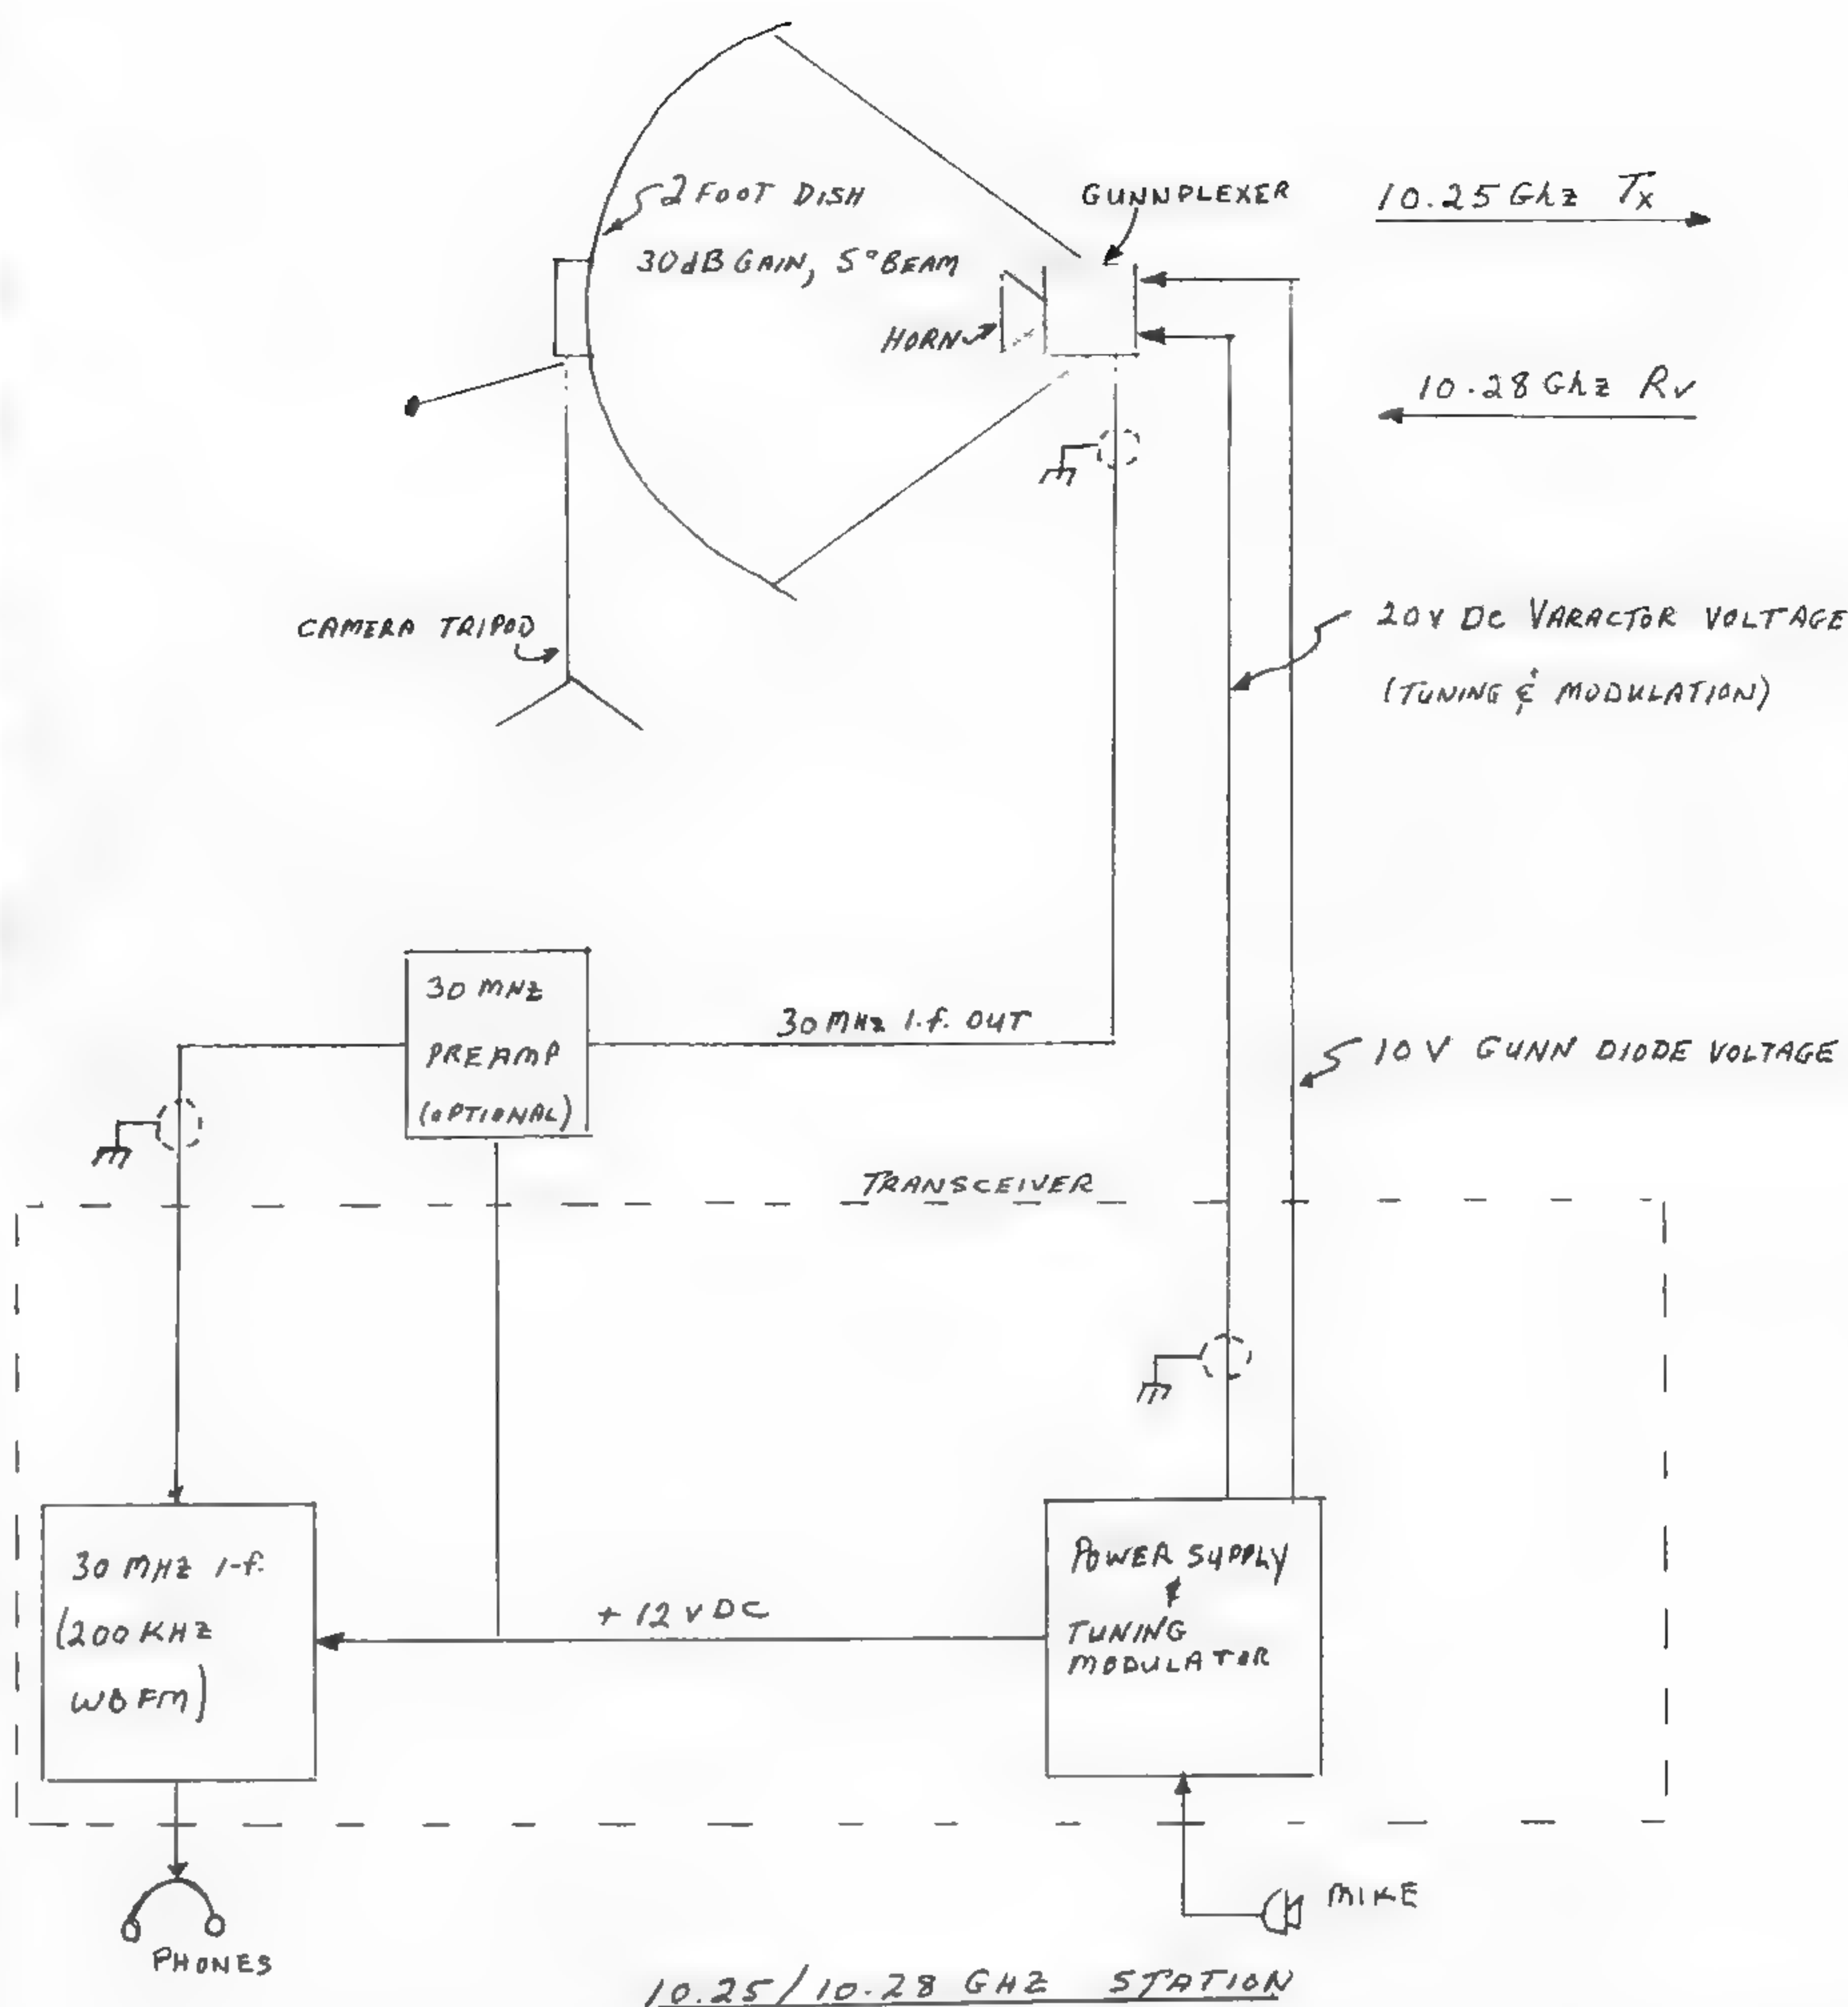 2 FOOT DISH
30dB GAIN, 5° BEAM
GUNNPLEXER
10.25 Ghz Tx
HORN
10.28 Ghz Rv
CAMERA TRIPOD
20V DC VARACTOR VOLTAGE
(TUNING & MODULATION)
30 MHz
PREAMP
(OPTIONAL)
30 MHz I.f. OUT
10 V GUNN DIODE VOLTAGE
TRANSCEIVER
30 MHZ I-f.
(200 KHZ
WB FM)
+ 12 VDC
POWER SUPPLY
&
TUNING
MODULATOR
PHONES
MIKE
10.25/10.28 GHZ STATION